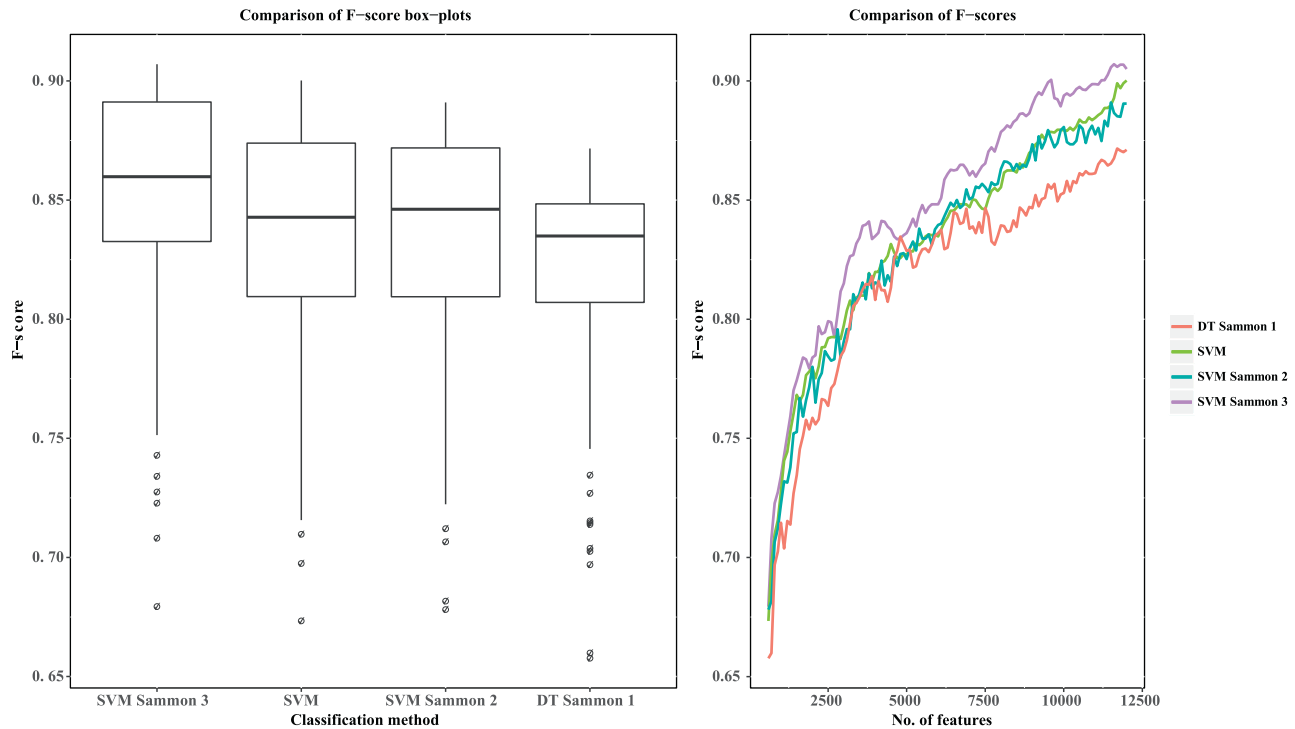 Comparison of F−score box−plots
0. 90
0. 85
0. 80
0. 75
0. 70
0. 65
F−score
SVM Sammon 3
SVM
SVM Sammon 2
DT Sammon 1
Classification method
Comparison of F−scores
0.90
0.85
0.80
0.75
0.70
0.65
F−score
2500
5000
7500
10000
12500
No. of features
DT Sammon 1
SVM
SVM Sammon 2
SVM Sammon 3